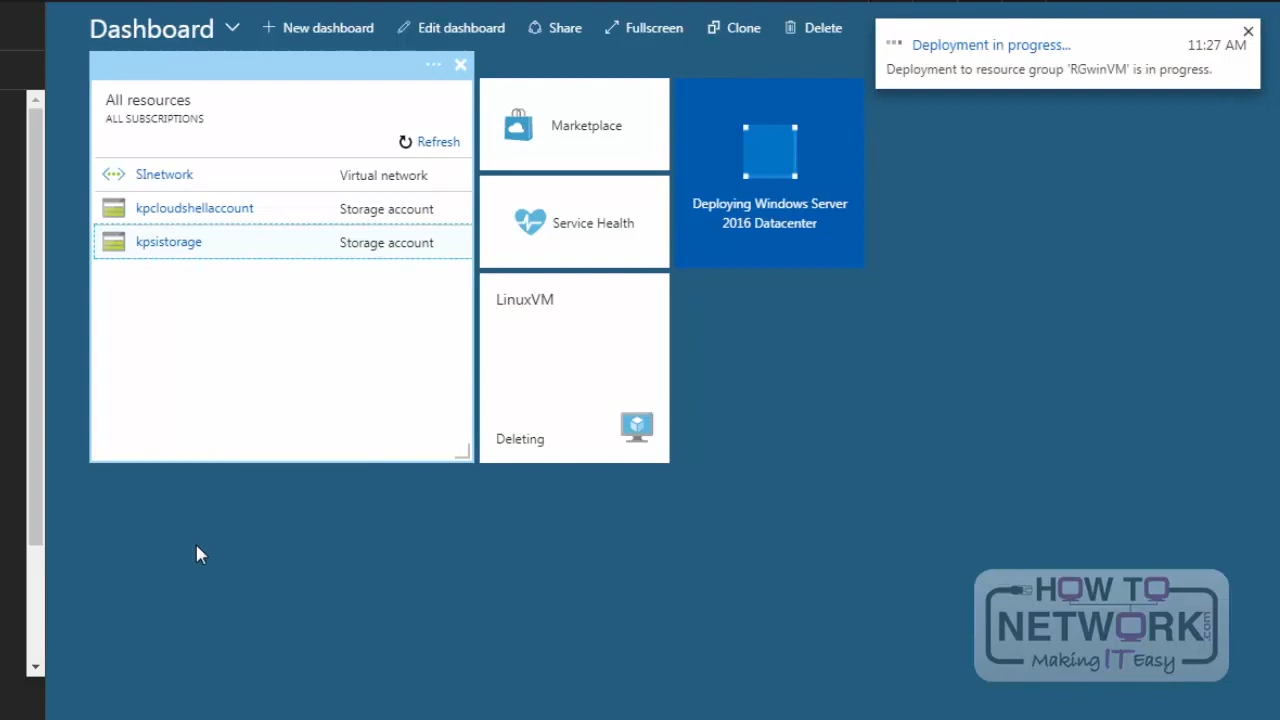 Dashboard
New dashboard
Edit dashboard
Share
Fullscreen
Clone
Delete
Deployment in progress...
11:27 AM
Deployment to resource group 'RGwinVM' is in progress.
All resources
ALL SUBSCRIPTIONS
Refresh
SInetwork Virtual network
kpcloudshellaccount Storage account
kpsistorage Storage account
Marketplace
Service Health
LinuxVM
Deleting
Deploying Windows Server
2016 Datacenter
HOW TO
NETWORK.com
Making IT Easy